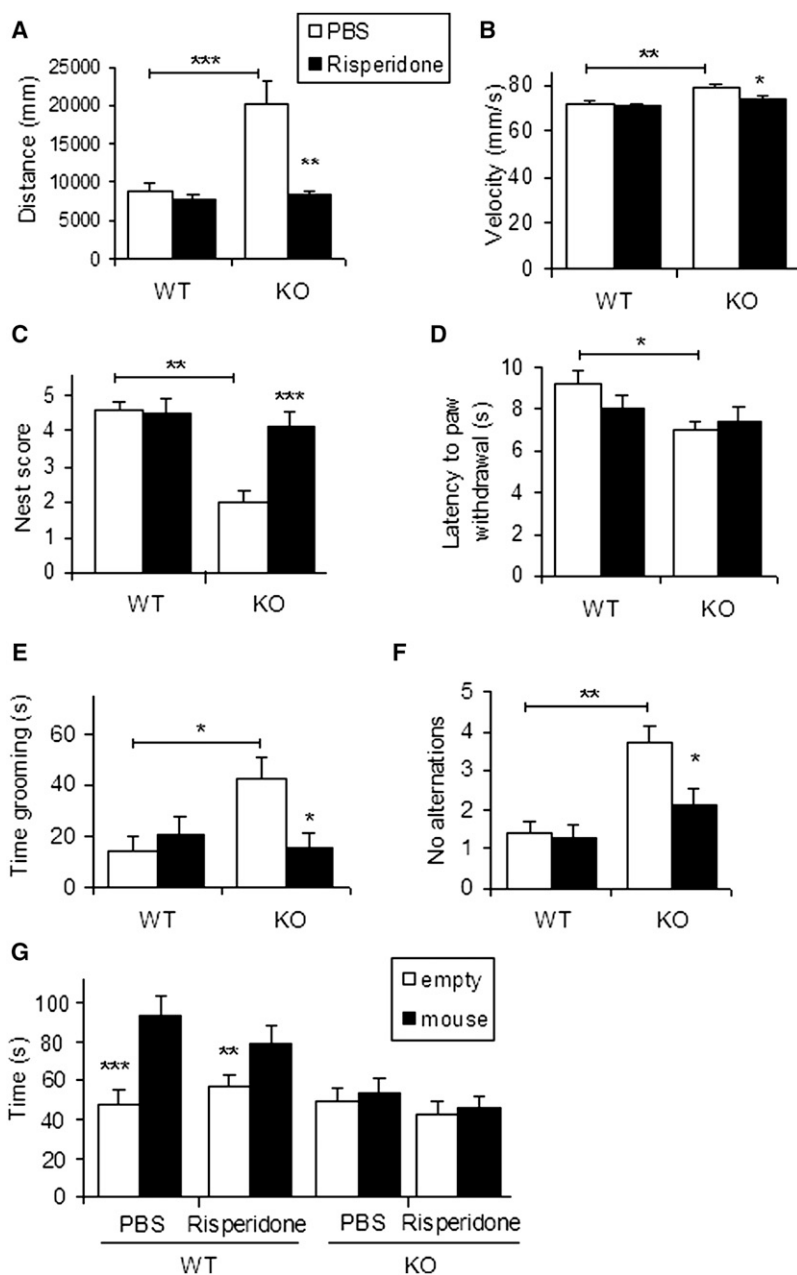 A
PBS
Risperidone
***
**
Distance (mm)
25000
20000
15000
10000
5000
0
WT KO
B
**
*
Velocity (mm/s)
80
60
40
20
0
WT KO
C
**
***
Nest score
5
4
3
2
1
0
WT KO
D
*
Latency to paw
withdrawal (s)
10
8
6
4
2
0
WT KO
E
*
*
Time grooming (s)
60
40
20
0
WT KO
F
**
*
No alternations
5
4
3
2
1
0
WT KO
G
empty
mouse
***
**
Time (s)
100
80
60
40
20
0
PBS Risperidone PBS Risperidone
WT KO